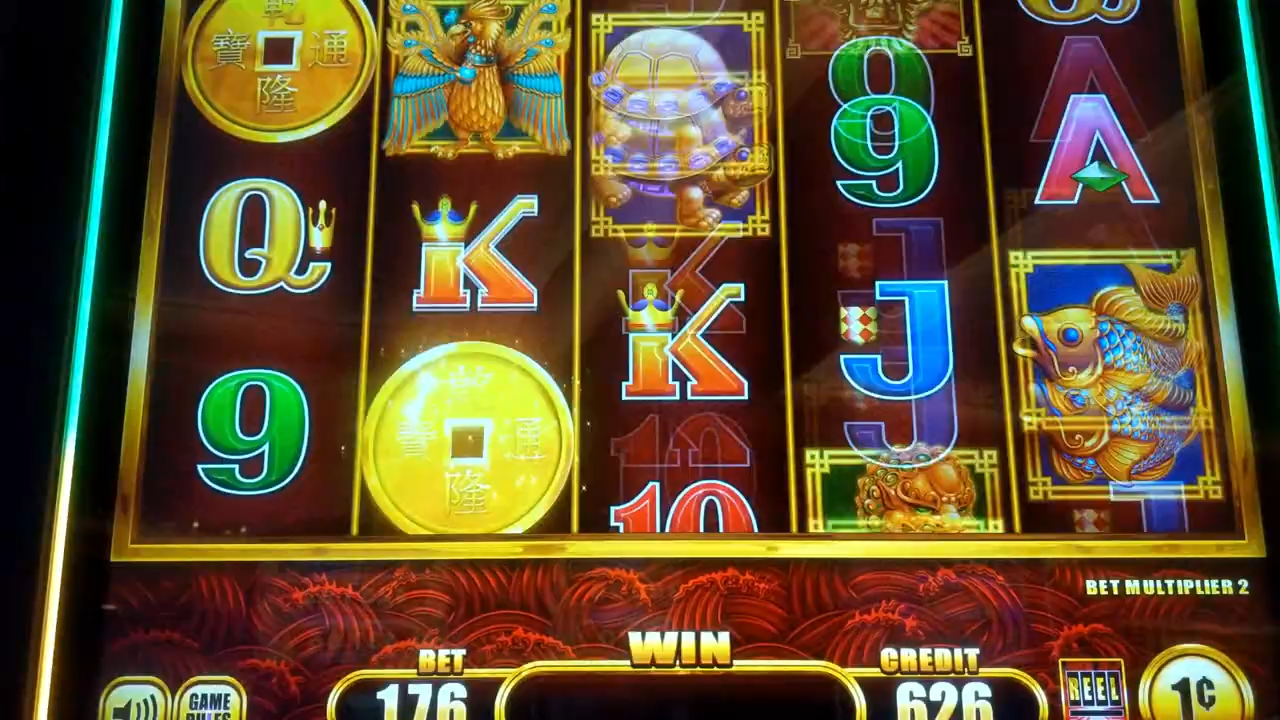 乾
寶 通
隆
9
A
Q
K
K
J
9
乾
寶 通
隆
10
BET MULTIPLIER 2
WIN
BET
CREDIT
176
626
GAME
RULES
REEL
1¢